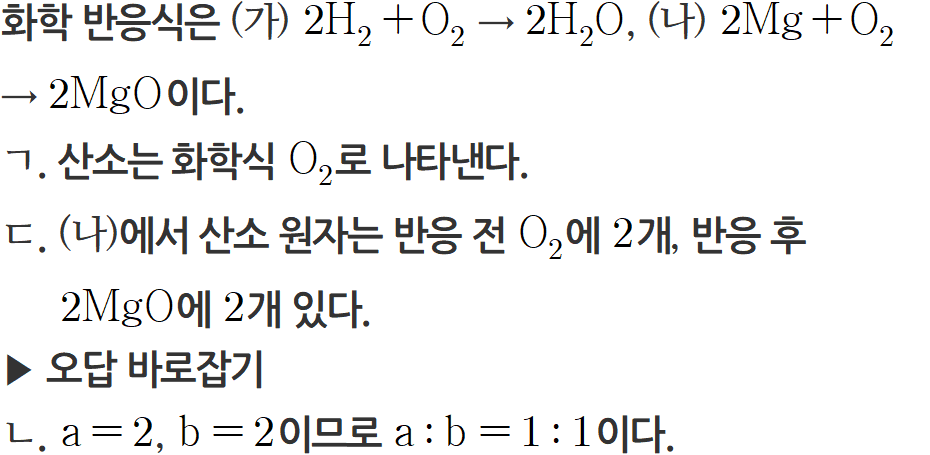 화학 반응식은 (가) 2H₂+O₂ → 2H₂O, (나) 2Mg+O₂
→ 2MgO이다.
ㄱ. 산소는 화학식 O₂로 나타낸다.
ㄷ. (나)에서 산소 원자는 반응 전 O₂에 2개, 반응 후
2MgO에 2개 있다.
▶ 오답 바로잡기
ㄴ. a=2, b=2이므로 a:b=1:1이다.